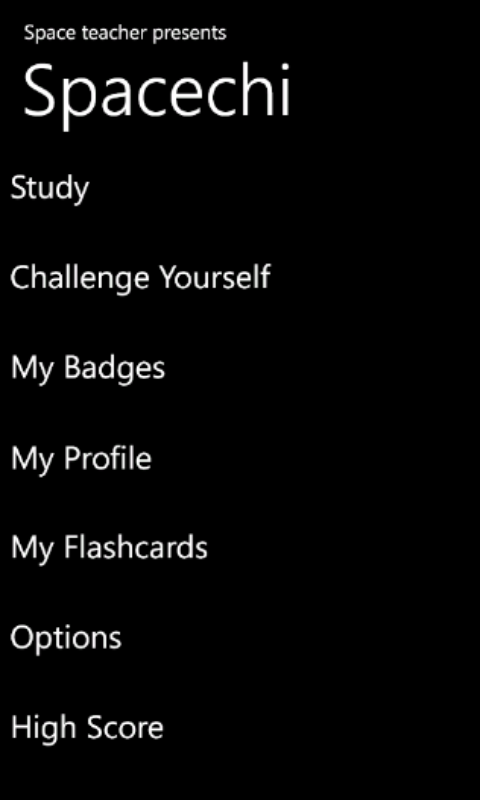 Space teacher presents
Spacechi
Study
Challenge Yourself
My Badges
My Profile
My Flashcards
Options
High Score